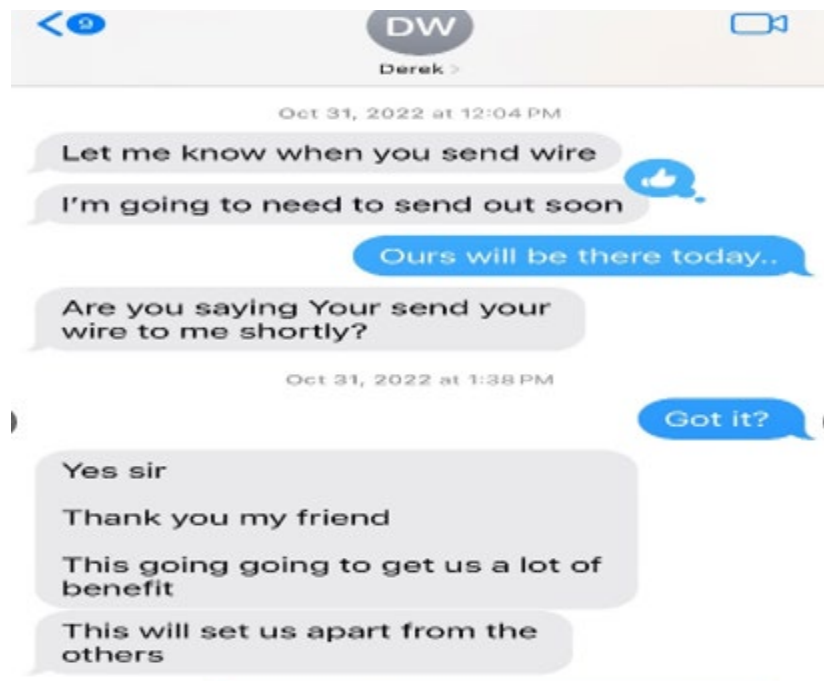 9
DW
Derek >
Oct 31, 2022 at 12:04 PM
Let me know when you send wire
I'm going to need to send out soon
Ours will be there today..
Are you saying Your send your
wire to me shortly?
Oct 31, 2022 at 1:38 PM
Got it?
Yes sir
Thank you my friend
This going going to get us a lot of
benefit
This will set us apart from the
others